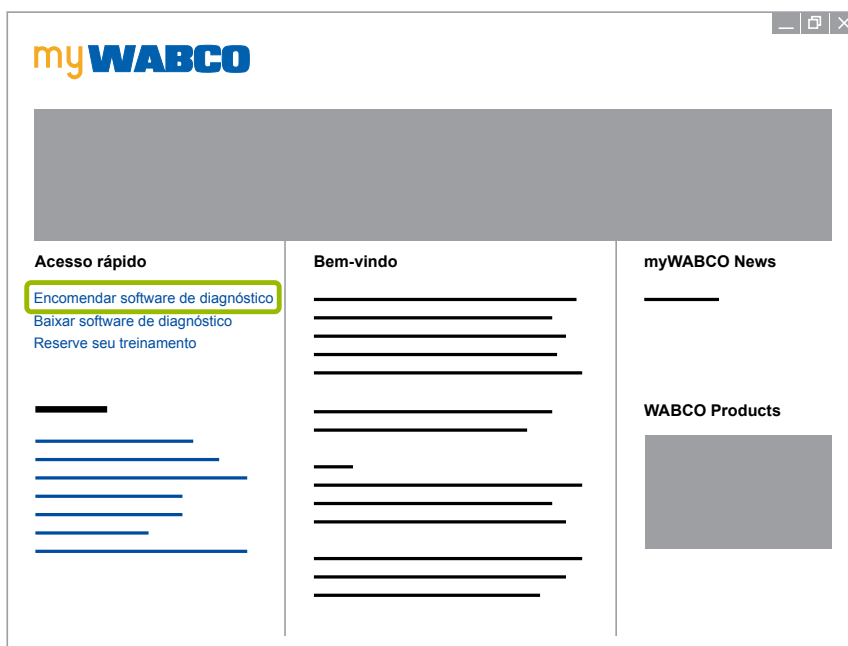 myWABCO
Acesso rápido
Encomendar software de diagnóstico
Baixar software de diagnóstico
Reserve seu treinamento
Bem-vindo
myWABCO News
WABCO Products